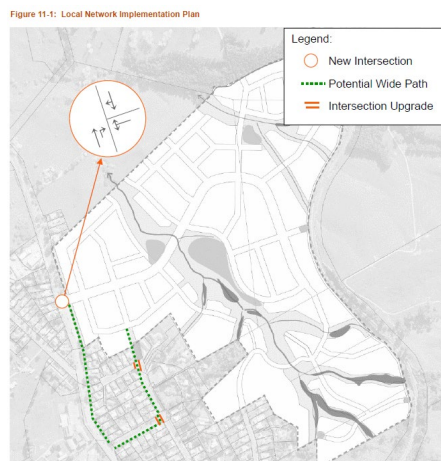 Figure 11-1: Local Network Implementation Plan
Legend:
New Intersection
Potential Wide Path
Intersection Upgrade